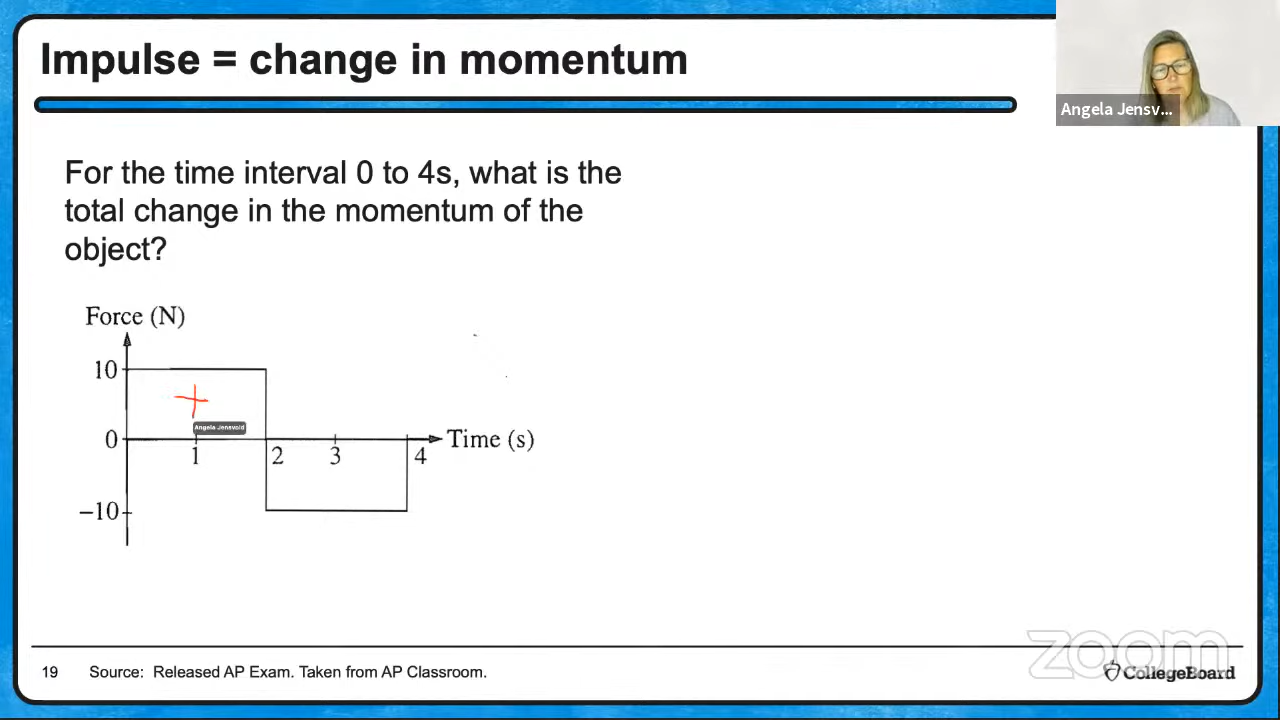 Impulse = change in momentum
Angela Jensv...
For the time interval 0 to 4s, what is the
total change in the momentum of the
object?
Force (N)
10
+
Angela Jensvold
0
Time (s)
1
2
3
4
−10
zoom
19
Source: Released AP Exam. Taken from AP Classroom.
CollegeBoard